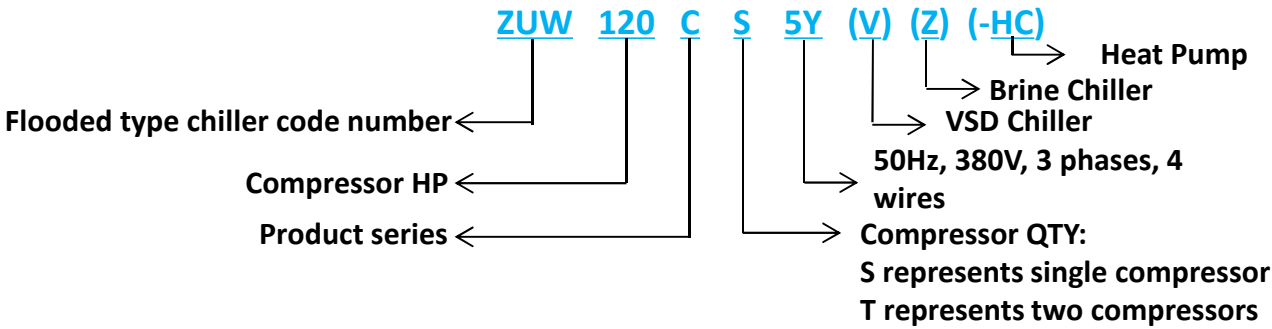 ZUW 120 C S 5Y (V) (Z) (-HC)
Heat Pump
Brine Chiller
Flooded type chiller code number
VSD Chiller
50Hz, 380V, 3 phases, 4
wires
Compressor HP
Product series
Compressor QTY:
S represents single compressor
T represents two compressors